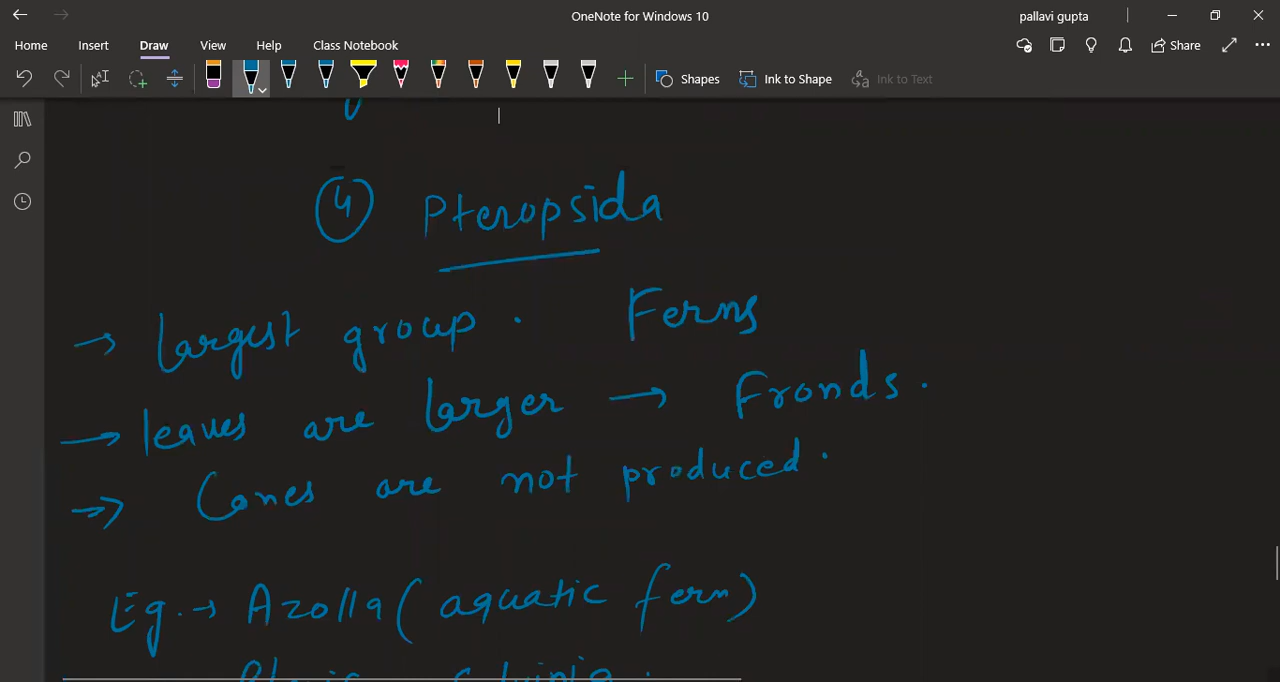 OneNote for Windows 10
pallavi gupta
Home Insert Draw View Help Class Notebook
Share
Shapes Ink to Shape Ink to Text
4 Pteropsida
→ largest group. Ferns
→ leaves are larger → Fronds.
→ Cones are not produced.
Eg. → Azolla (aquatic fern)